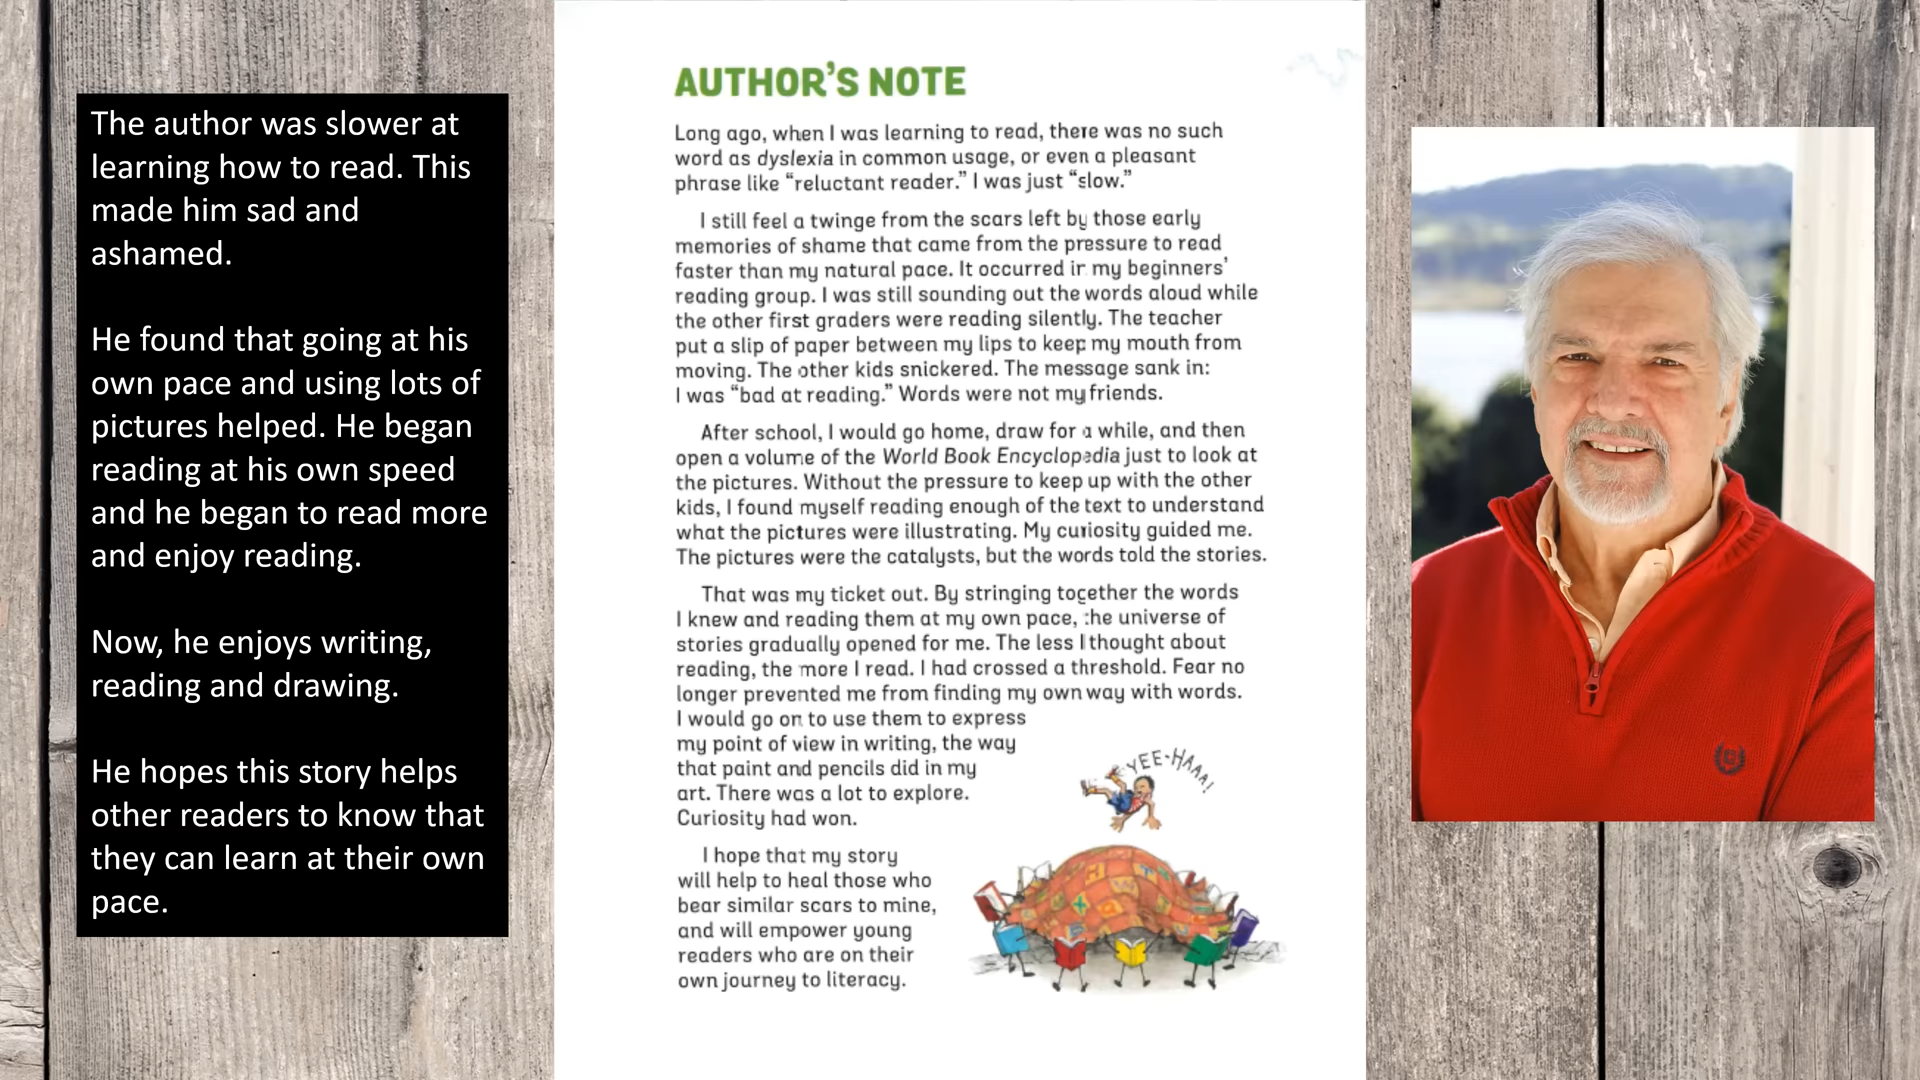 The author was slower at
learning how to read. This
made him sad and
ashamed.
He found that going at his
own pace and using lots of
pictures helped. He began
reading at his own speed
and he began to read more
and enjoy reading.
Now, he enjoys writing,
reading and drawing.
He hopes this story helps
other readers to know that
they can learn at their own
pace.
AUTHOR'S NOTE
Long ago, when I was learning to read, there was no such
word as dyslexia in common usage, or even a pleasant
phrase like “reluctant reader.” I was just “slow.”
I still feel a twinge from the scars left by those early
memories of shame that came from the pressure to read
faster than my natural pace. It occurred in my beginners'
reading group. I was still sounding out the words aloud while
the other first graders were reading silently. The teacher
put a slip of paper between my lips to keep my mouth from
moving. The other kids snickered. The message sank in:
I was “bad at reading.” Words were not my friends.
After school, I would go home, draw for a while, and then
open a volume of the World Book Encyclopedia just to look at
the pictures. Without the pressure to keep up with the other
kids, I found myself reading enough of the text to understand
what the pictures were illustrating. My curiosity guided me.
The pictures were the catalysts, but the words told the stories.
That was my ticket out. By stringing together the words
I knew and reading them at my own pace, the universe of
stories gradually opened for me. The less I thought about
reading, the more I read. I had crossed a threshold. Fear no
longer prevented me from finding my own way with words.
I would go on to use them to express
my point of view in writing, the way
that paint and pencils did in my
art. There was a lot to explore.
Curiosity had won.
I hope that my story
will help to heal those who
bear similar scars to mine,
and will empower young
readers who are on their
own journey to literacy.
YEE-HAAA!